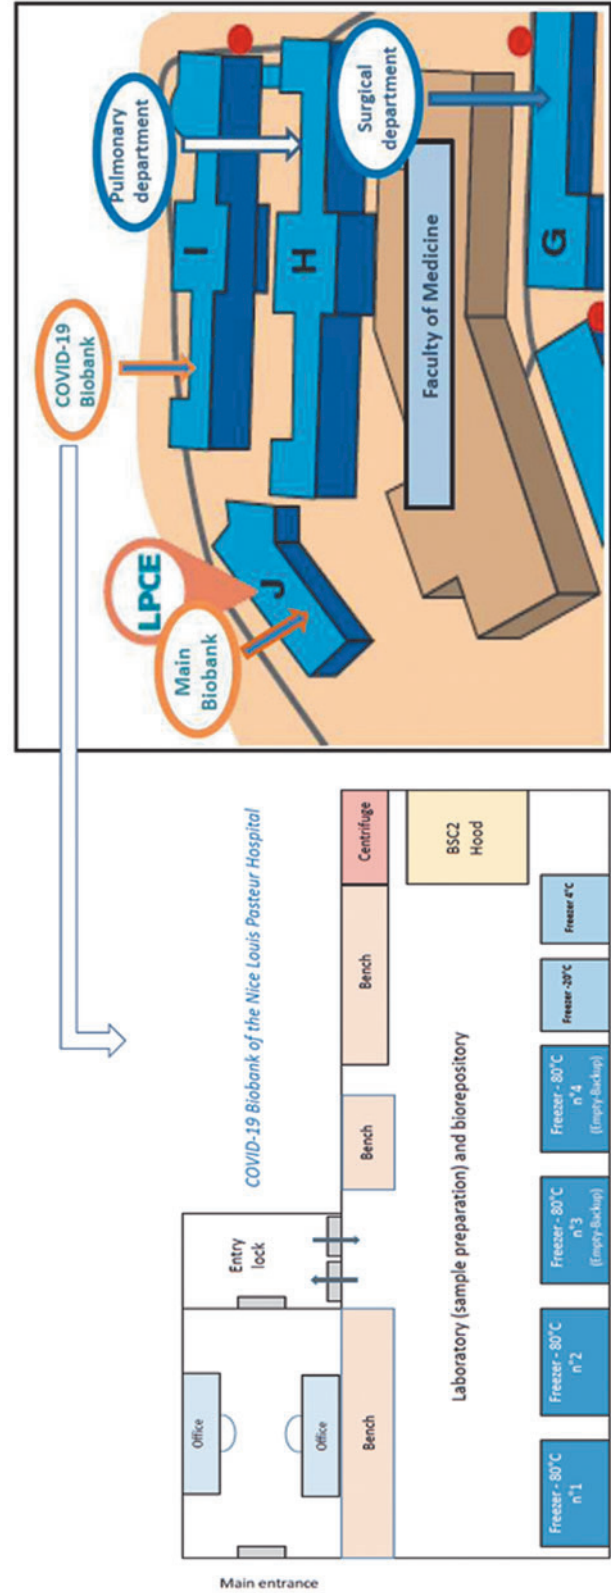 COVID-19
Biobank
Pulmonary
department
Surgical
department
LPCE
Main
Biobank
I
H
J
G
Faculty of Medicine
COVID-19 Biobank of the Nice Louis Pasteur Hospital
Main entrance
Office
Office
Entry
lock
Bench
Bench
Bench
Centrifuge
BSC2
Hood
Laboratory (sample preparation) and biorepository
Freezer - 80°C
n°1
Freezer - 80°C
n°2
Freezer - 80°C
n°3
(Empty-Backup)
Freezer - 80°C
n°4
(Empty-Backup)
Freezer -20°C
Freezer 4°C